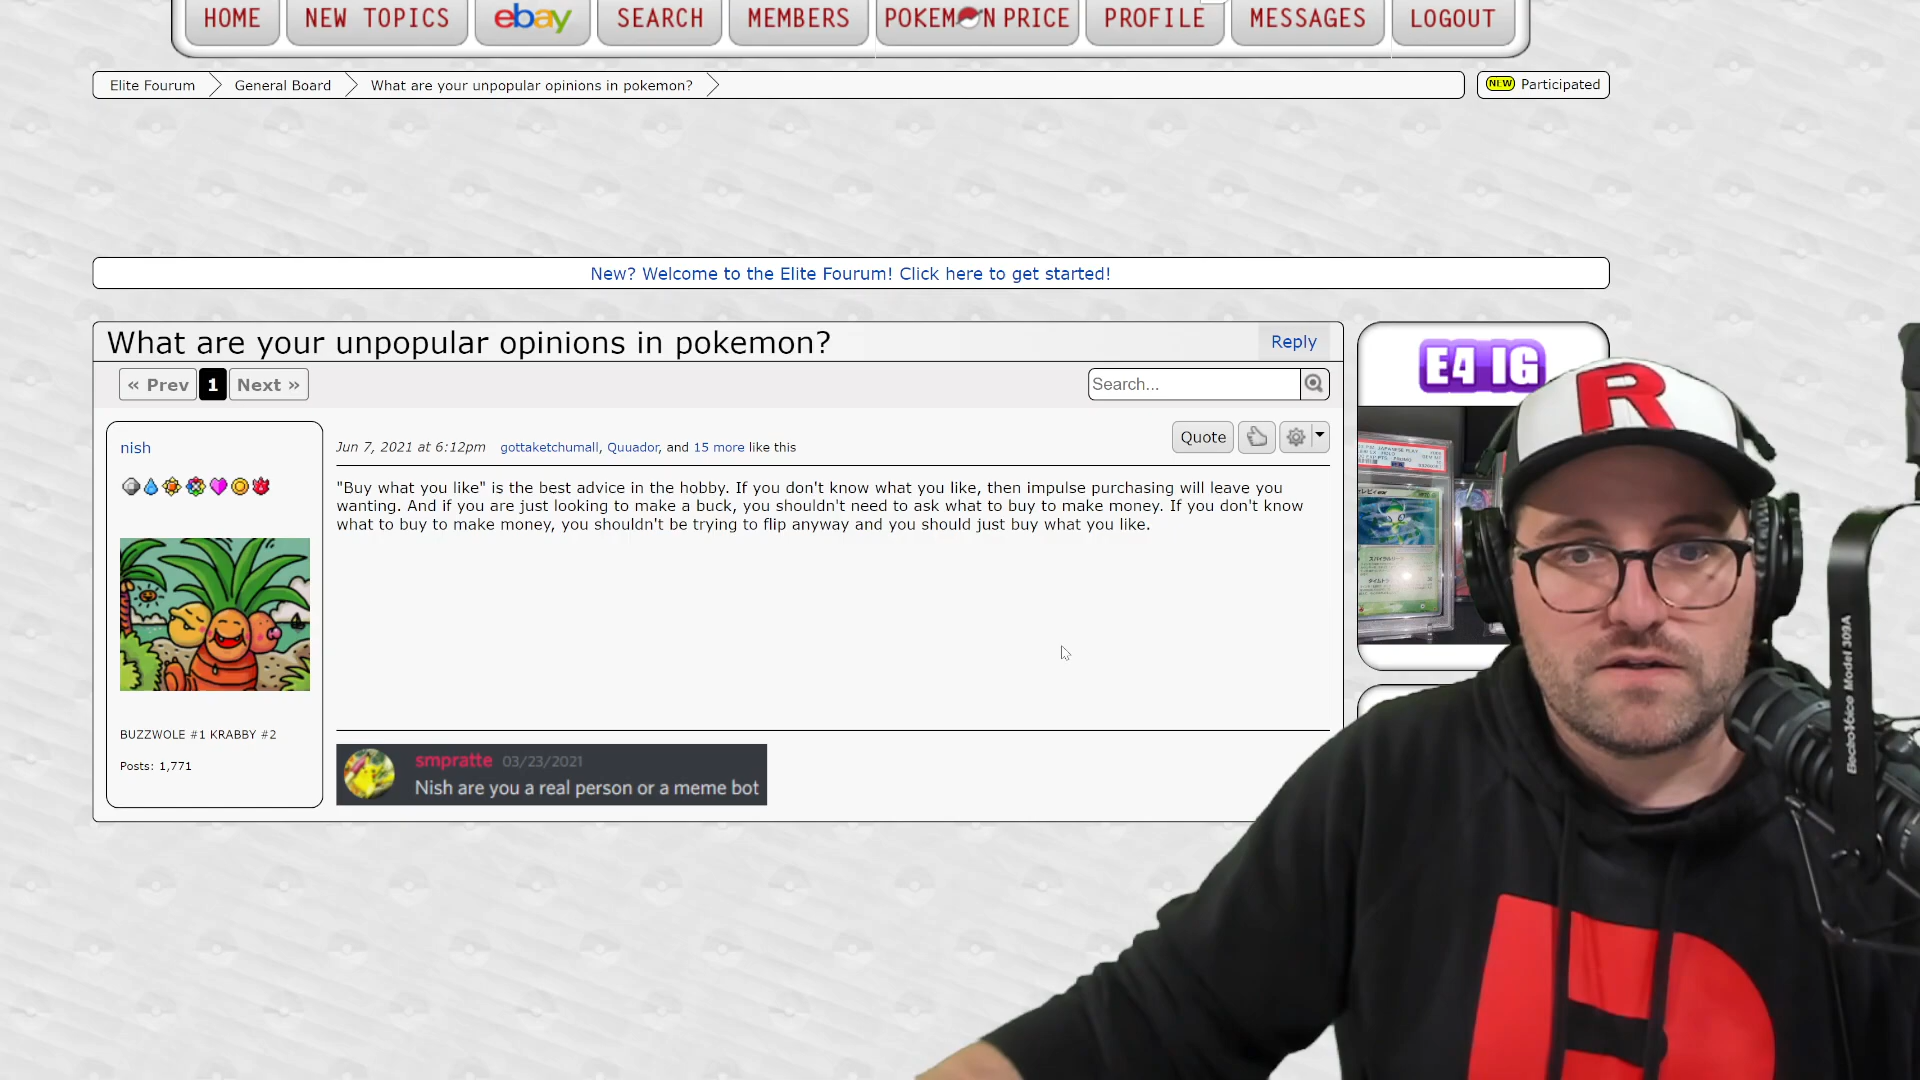 HOME NEW TOPICS ebay SEARCH MEMBERS POKEMON PRICE PROFILE MESSAGES LOGOUT
Elite Fourum General Board What are your unpopular opinions in pokemon? NEW Participated
New? Welcome to the Elite Fourum! Click here to get started!
What are your unpopular opinions in pokemon? Reply
« Prev 1 Next » Search...
nish
Jun 7, 2021 at 6:12pm gottaketchumall, Quuador, and 15 more like this Quote
"Buy what you like" is the best advice in the hobby. If you don't know what you like, then impulse purchasing will leave you
wanting. And if you are just looking to make a buck, you shouldn't need to ask what to buy to make money. If you don't know
what to buy to make money, you shouldn't be trying to flip anyway and you should just buy what you like.
BUZZWOLE #1 KRABBY #2
Posts: 1,771
smpratte 03/23/2021
Nish are you a real person or a meme bot
E4 IG
R
Electro-Voice Model 309A
R